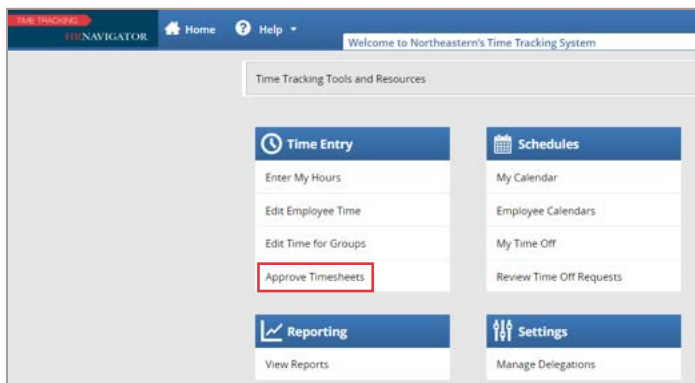 TIME TRACKING
HRNAVIGATOR
Home
Help
Welcome to Northeastern's Time Tracking System
Time Tracking Tools and Resources
Time Entry
Enter My Hours
Edit Employee Time
Edit Time for Groups
Approve Timesheets
Schedules
My Calendar
Employee Calendars
My Time Off
Review Time Off Requests
Reporting
View Reports
Settings
Manage Delegations